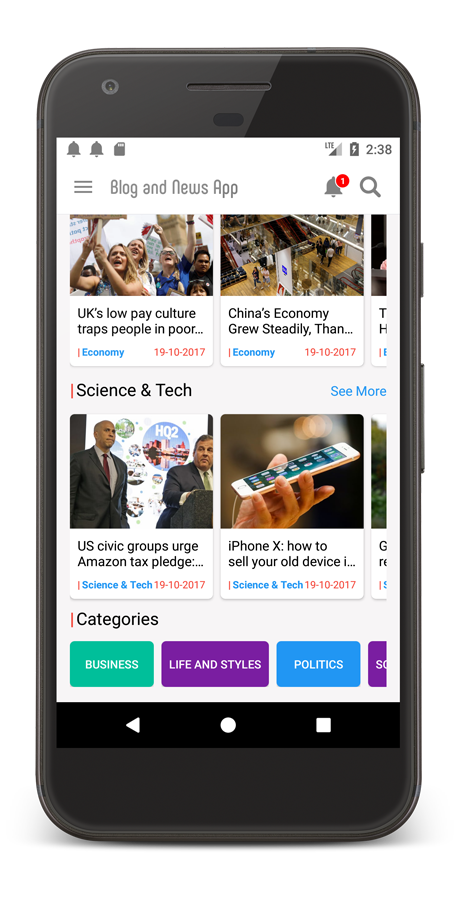 LTE 2:38
Blog and News App 1
UK's low pay culture
traps people in poor...
| Economy 19-10-2017
China's Economy
Grew Steadily, Than...
| Economy 19-10-2017
T
H
| E
|Science & Tech See More
HQ2
US civic groups urge
Amazon tax pledge:...
| Science & Tech 19-10-2017
iPhone X: how to
sell your old device i...
| Science & Tech 19-10-2017
G
re
| S
|Categories
BUSINESS LIFE AND STYLES POLITICS SC